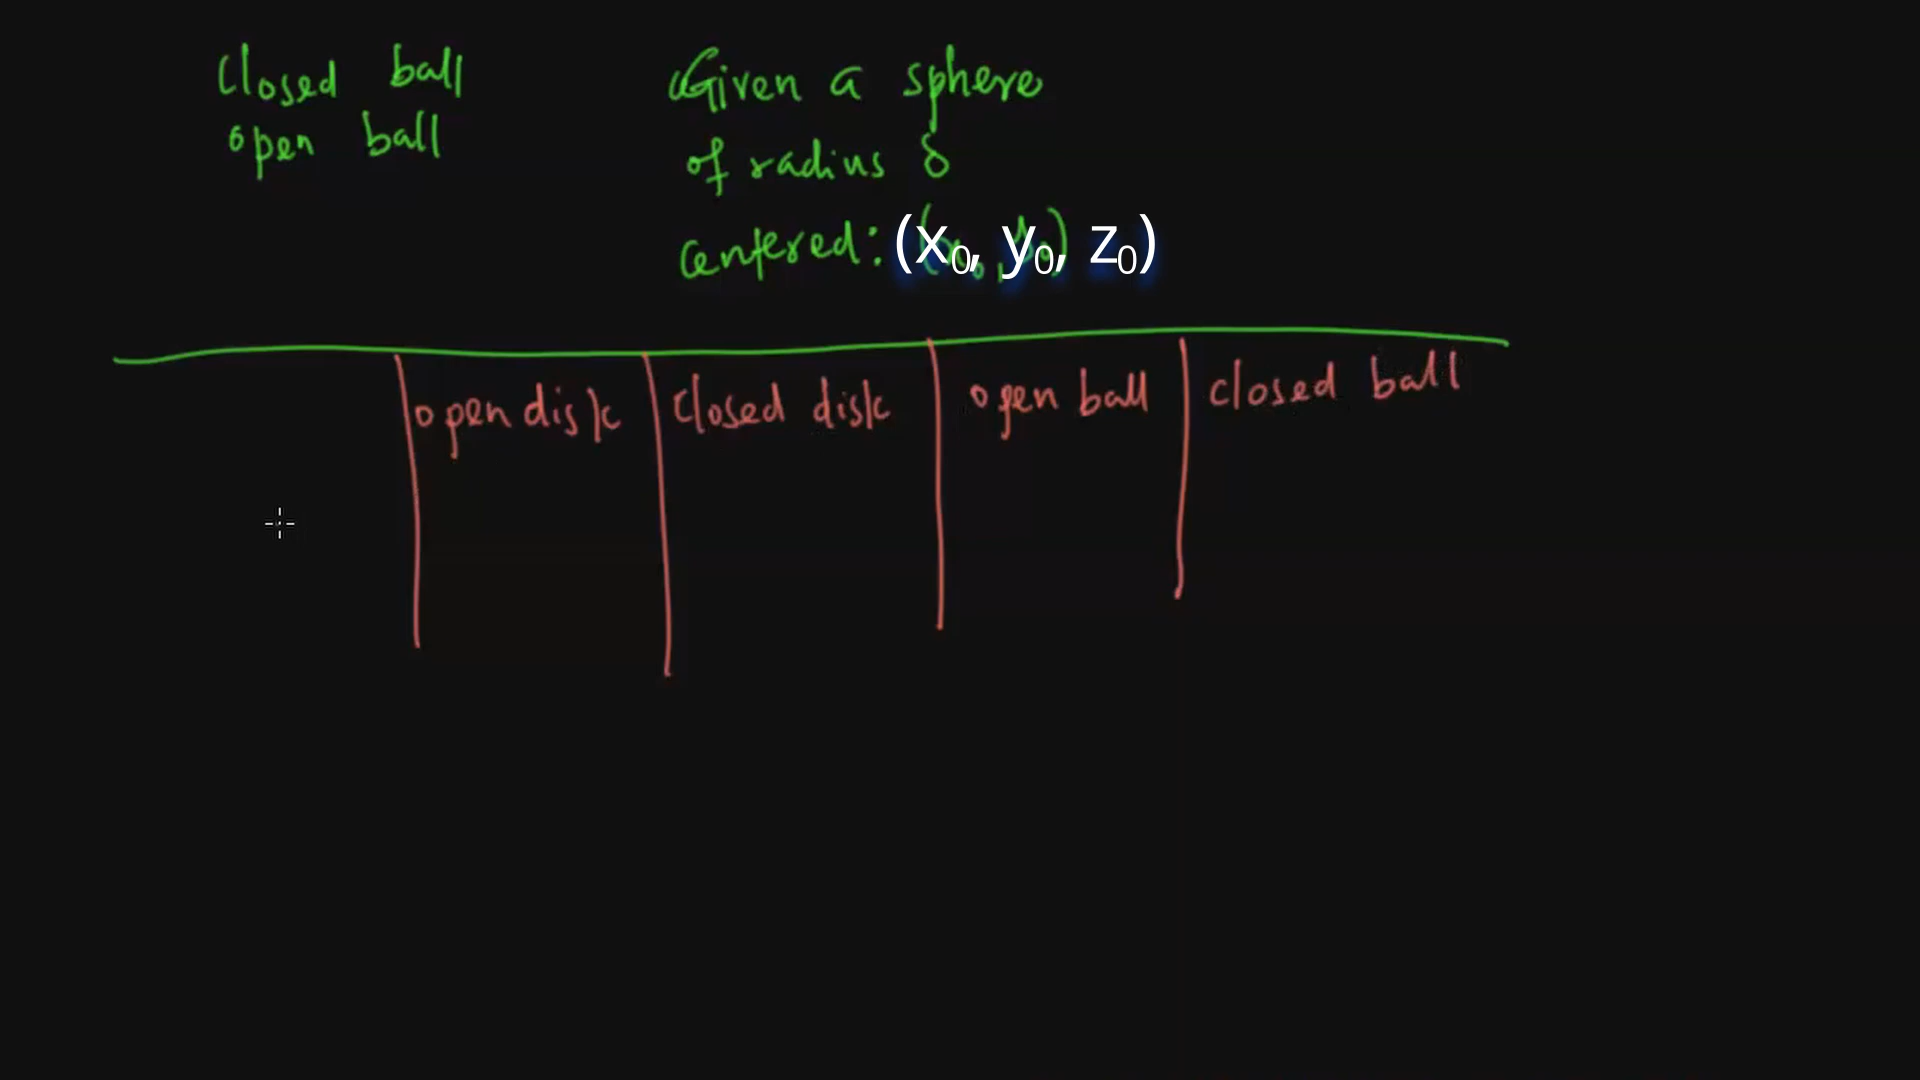 closed ball
open ball
Given a sphere
of radius δ
centered: (x₀, y₀, z₀)
open disk closed disk open ball closed ball